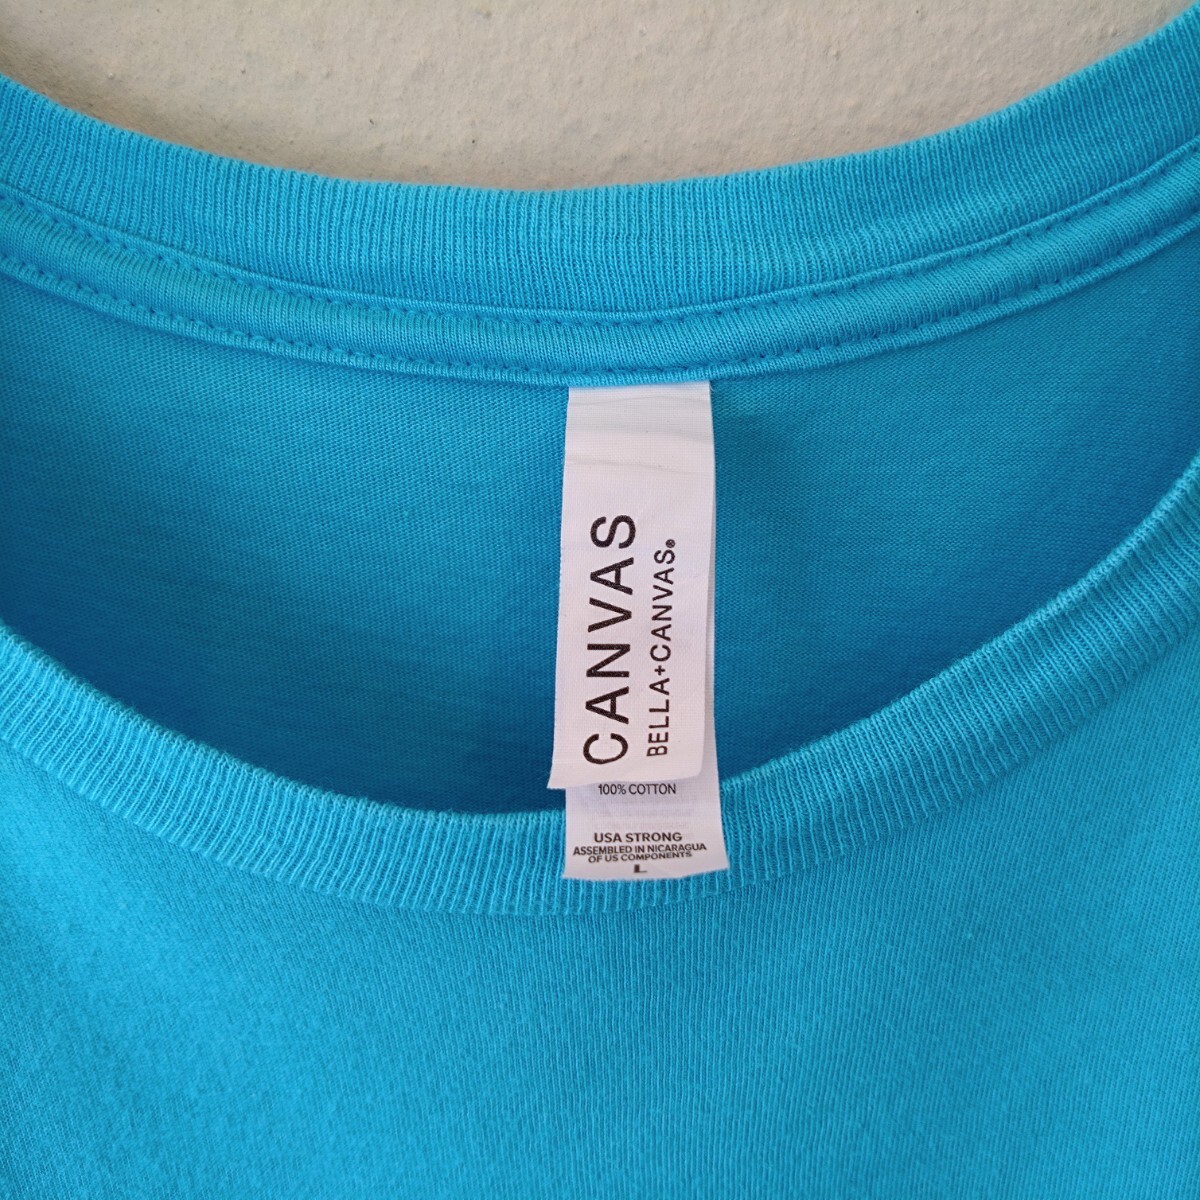 CANVAS
BELLA+CANVAS®
100% COTTON
USA STRONG
ASSEMBLED IN NICARAGUA
OF US COMPONENTS
L